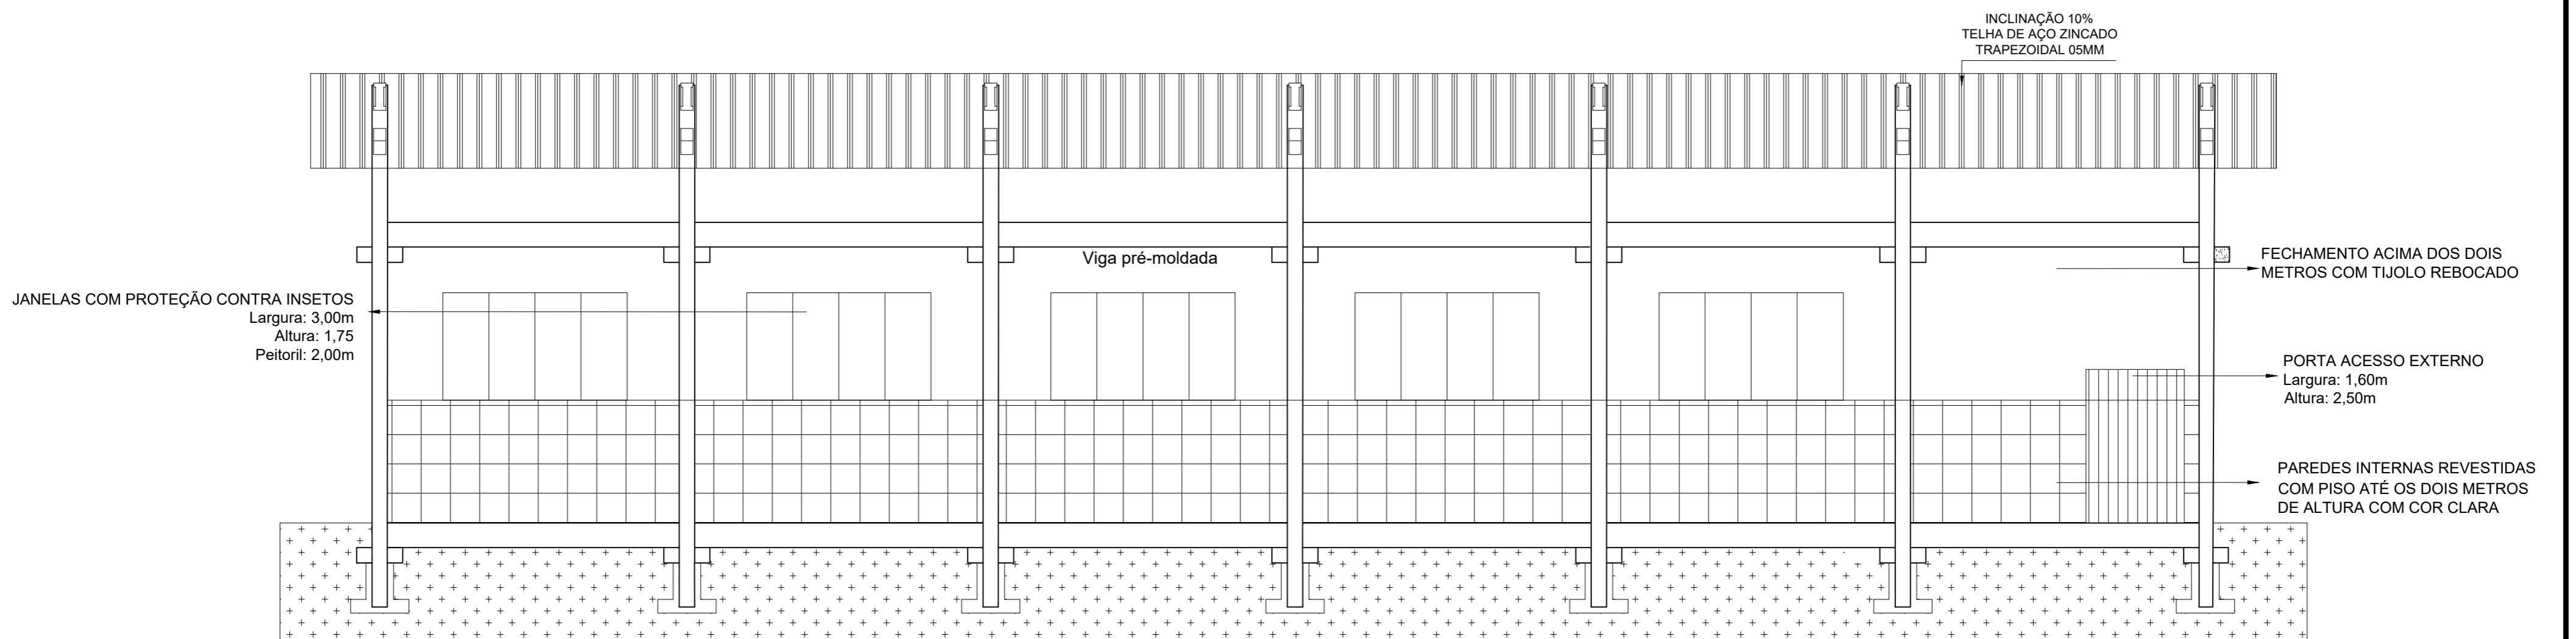 INCLINAÇÃO 10%
TELHA DE AÇO ZINCADO
TRAPEZOIDAL 05MM
Viga pré-moldada
FECHAMENTO ACIMA DOS DOIS
METROS COM TIJOLO REBOCADO
JANELAS COM PROTEÇÃO CONTRA INSETOS
Largura: 3,00m
Altura: 1,75
Peitoril: 2,00m
PORTA ACESSO EXTERNO
Largura: 1,60m
Altura: 2,50m
PAREDES INTERNAS REVESTIDAS
COM PISO ATÉ OS DOIS METROS
DE ALTURA COM COR CLARA